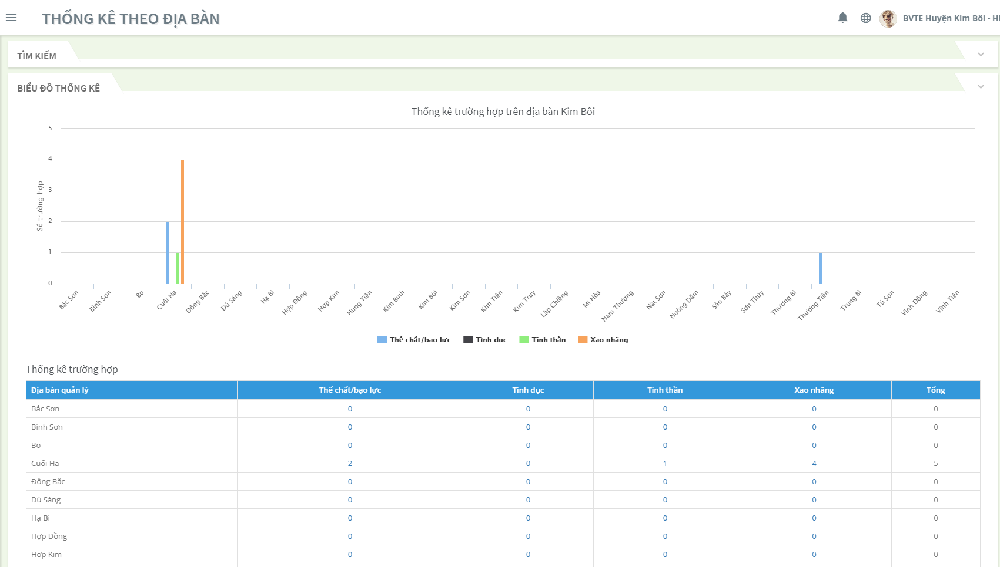 THỐNG KÊ THEO ĐỊA BÀN
BVTE Huyện Kim Bôi - HI
TÌM KIẾM
BIỂU ĐỒ THỐNG KÊ
Thống kê trường hợp trên địa bàn Kim Bôi
Số trường hợp
5
4
3
2
1
0
Bắc Sơn
Bình Sơn
Bo
Cuối Hạ
Đông Bắc
Đú Sáng
Hạ Bì
Hợp Đồng
Hợp Kim
Hùng Tiến
Kim Bình
Kim Bôi
Kim Sơn
Kim Tiến
Kim Truy
Lập Chiệng
Mi Hòa
Nam Thượng
Nật Sơn
Nuông Dăm
Sào Báy
Sơn Thủy
Thượng Bì
Thượng Tiến
Trung Bì
Tú Sơn
Vĩnh Đồng
Vĩnh Tiến
Thể chất/bạo lực Tình dục Tinh thần Xao nhãng
Thống kê trường hợp
Địa bàn quản lý Thể chất/bạo lực Tình dục Tinh thần Xao nhãng Tổng
Bắc Sơn 0 0 0 0 0
Bình Sơn 0 0 0 0 0
Bo 0 0 0 0 0
Cuối Hạ 2 0 1 4 5
Đông Bắc 0 0 0 0 0
Đú Sáng 0 0 0 0 0
Hạ Bì 0 0 0 0 0
Hợp Đồng 0 0 0 0 0
Hợp Kim 0 0 0 0 0